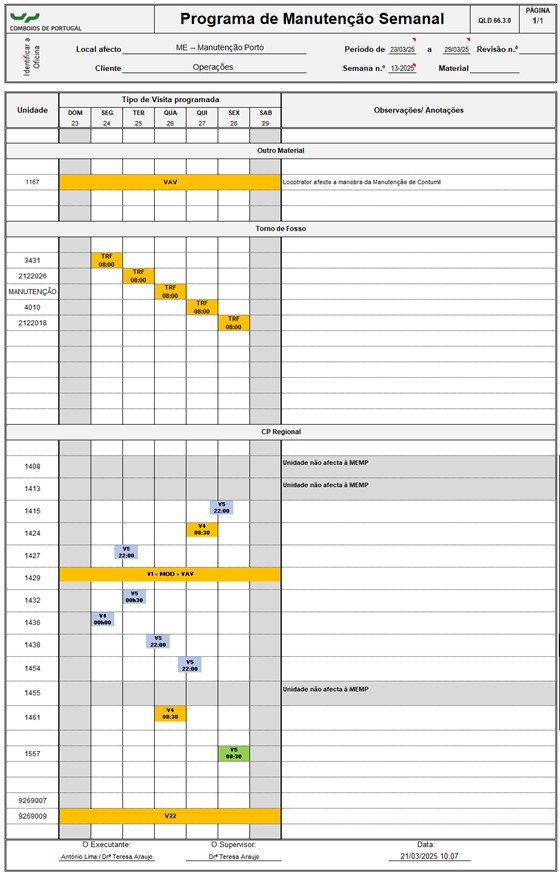 COMBOIOS DE PORTUGAL
Programa de Manutenção Semanal
QLD.66.3.0
PÁGINA
1/1
Identificar a Oficina
Local afecto ME – Manutenção Porto Período de 23/03/25 a 29/03/25 Revisão n.º
Cliente Operações Semana n.º 13-2025 Material
Unidade Tipo de Visita programada Observações/ Anotações
DOM SEG TER QUA QUI SEX SAB
23 24 25 26 27 28 29
Outro Material
1167 VAV Locotrator afecto a manobra da Manutenção de Contumil
Torno de Fosso
3431 TRF 08:00
2122026 TRF 08:00
MANUTENÇÃO TRF 08:00
4010 TRF 08:00
2122018 TRF 08:00
CP Regional
1408 Unidade não afecta à MEMP
1413 Unidade não afecta à MEMP
1415 V5 22:00
1424 V4 08:30
1427 V5 22:00
1429 VI + MOD + VAV
1432 V5 00h30
1436 V4 00h00
1438 V5 22:00
1454 V5 22:00
1455 Unidade não afecta à MEMP
1461 V4 08:30
1557 V5 08:30
9269007
9269009 V22
O Executante: O Supervisor: Data:
António Lima / Drª Teresa Araujo Drª Teresa Araujo 21/03/2025 10:07